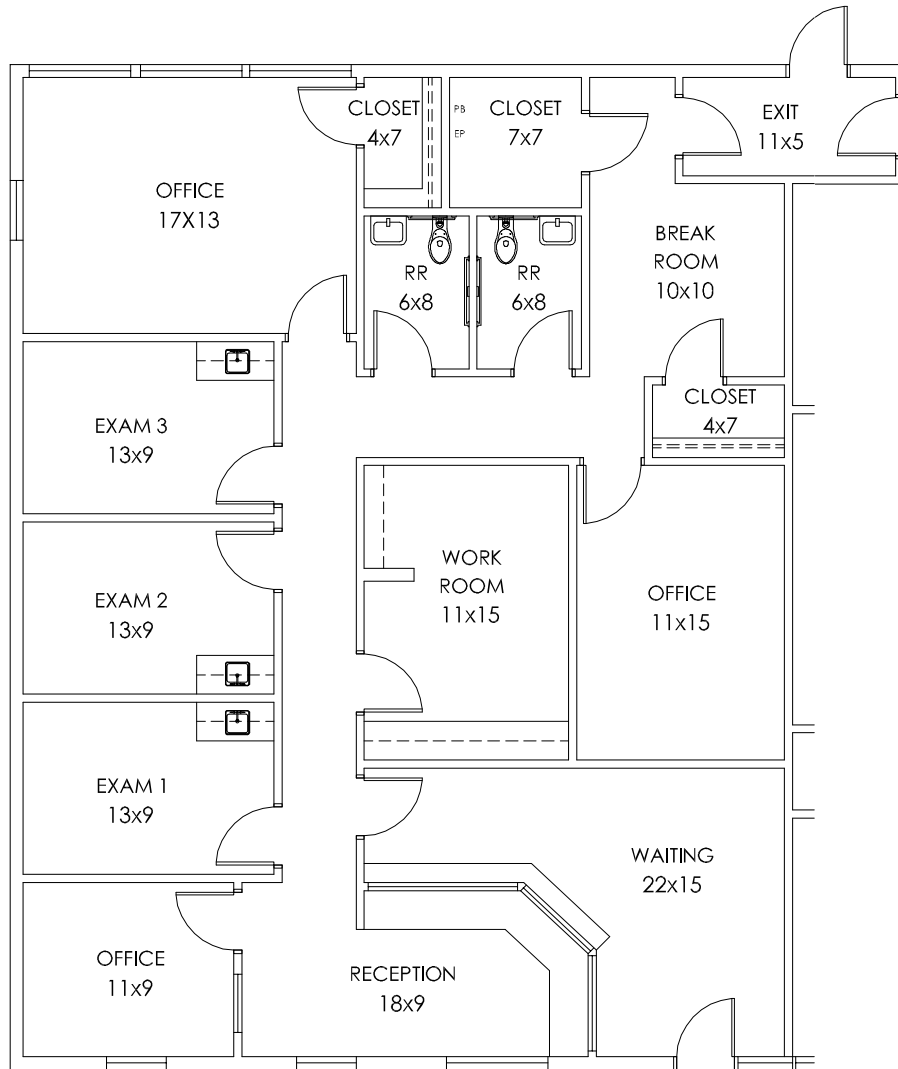 CLOSET
4x7
PB
EP
CLOSET
7x7
EXIT
11x5
OFFICE
17X13
BREAK
ROOM
10x10
RR
6x8
RR
6x8
CLOSET
4x7
EXAM 3
13x9
WORK
ROOM
11x15
OFFICE
11x15
EXAM 2
13x9
EXAM 1
13x9
WAITING
22x15
OFFICE
11x9
RECEPTION
18x9